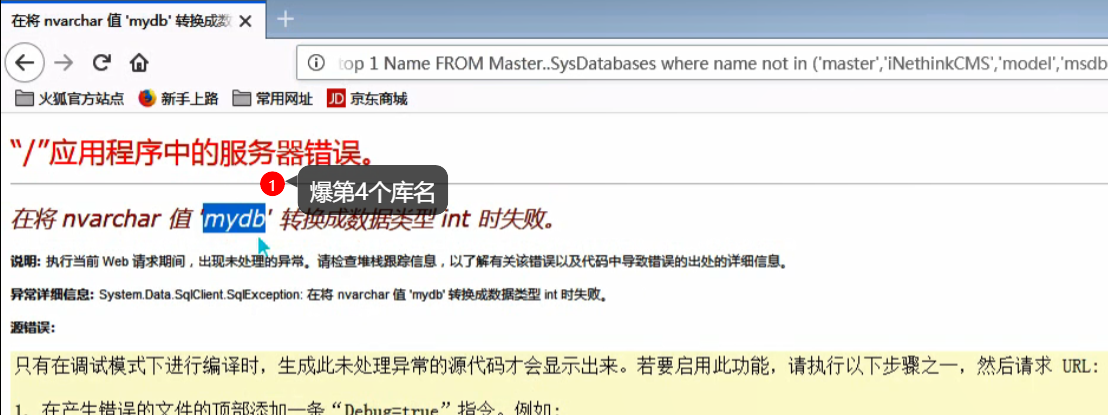 在将 nvarchar 值 'mydb' 转换成数
top 1 Name FROM Master..SysDatabases where name not in ('master','iNethinkCMS','model','msdb
火狐官方站点 新手上路 常用网址 JD 京东商城
“/”应用程序中的服务器错误。
1 爆第4个库名
在将 nvarchar 值 'mydb' 转换成数据类型 int 时失败。
说明: 执行当前 Web 请求期间，出现未处理的异常。请检查堆栈跟踪信息，以了解有关该错误以及代码中导致错误的出处的详细信息。
异常详细信息: System.Data.SqlClient.SqlException: 在将 nvarchar 值 'mydb' 转换成数据类型 int 时失败。
源错误:
只有在调试模式下进行编译时，生成此未处理异常的源代码才会显示出来。若要启用此功能，请执行以下步骤之一，然后请求 URL:
1. 在产生错误的文件的顶部添加一条“Debug=true”指令。例如: